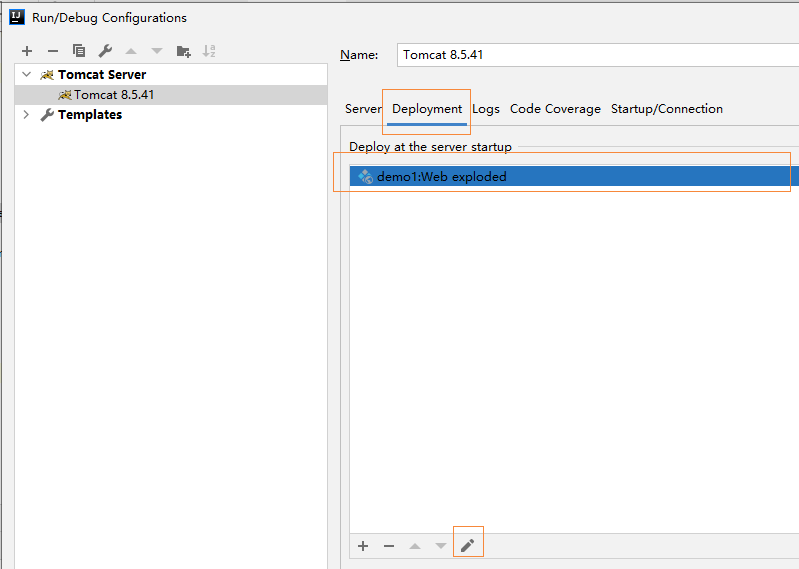 Run/Debug Configurations
Name: Tomcat 8.5.41
Tomcat Server
Tomcat 8.5.41
Templates
Server Deployment Logs Code Coverage Startup/Connection
Deploy at the server startup
demo1:Web exploded